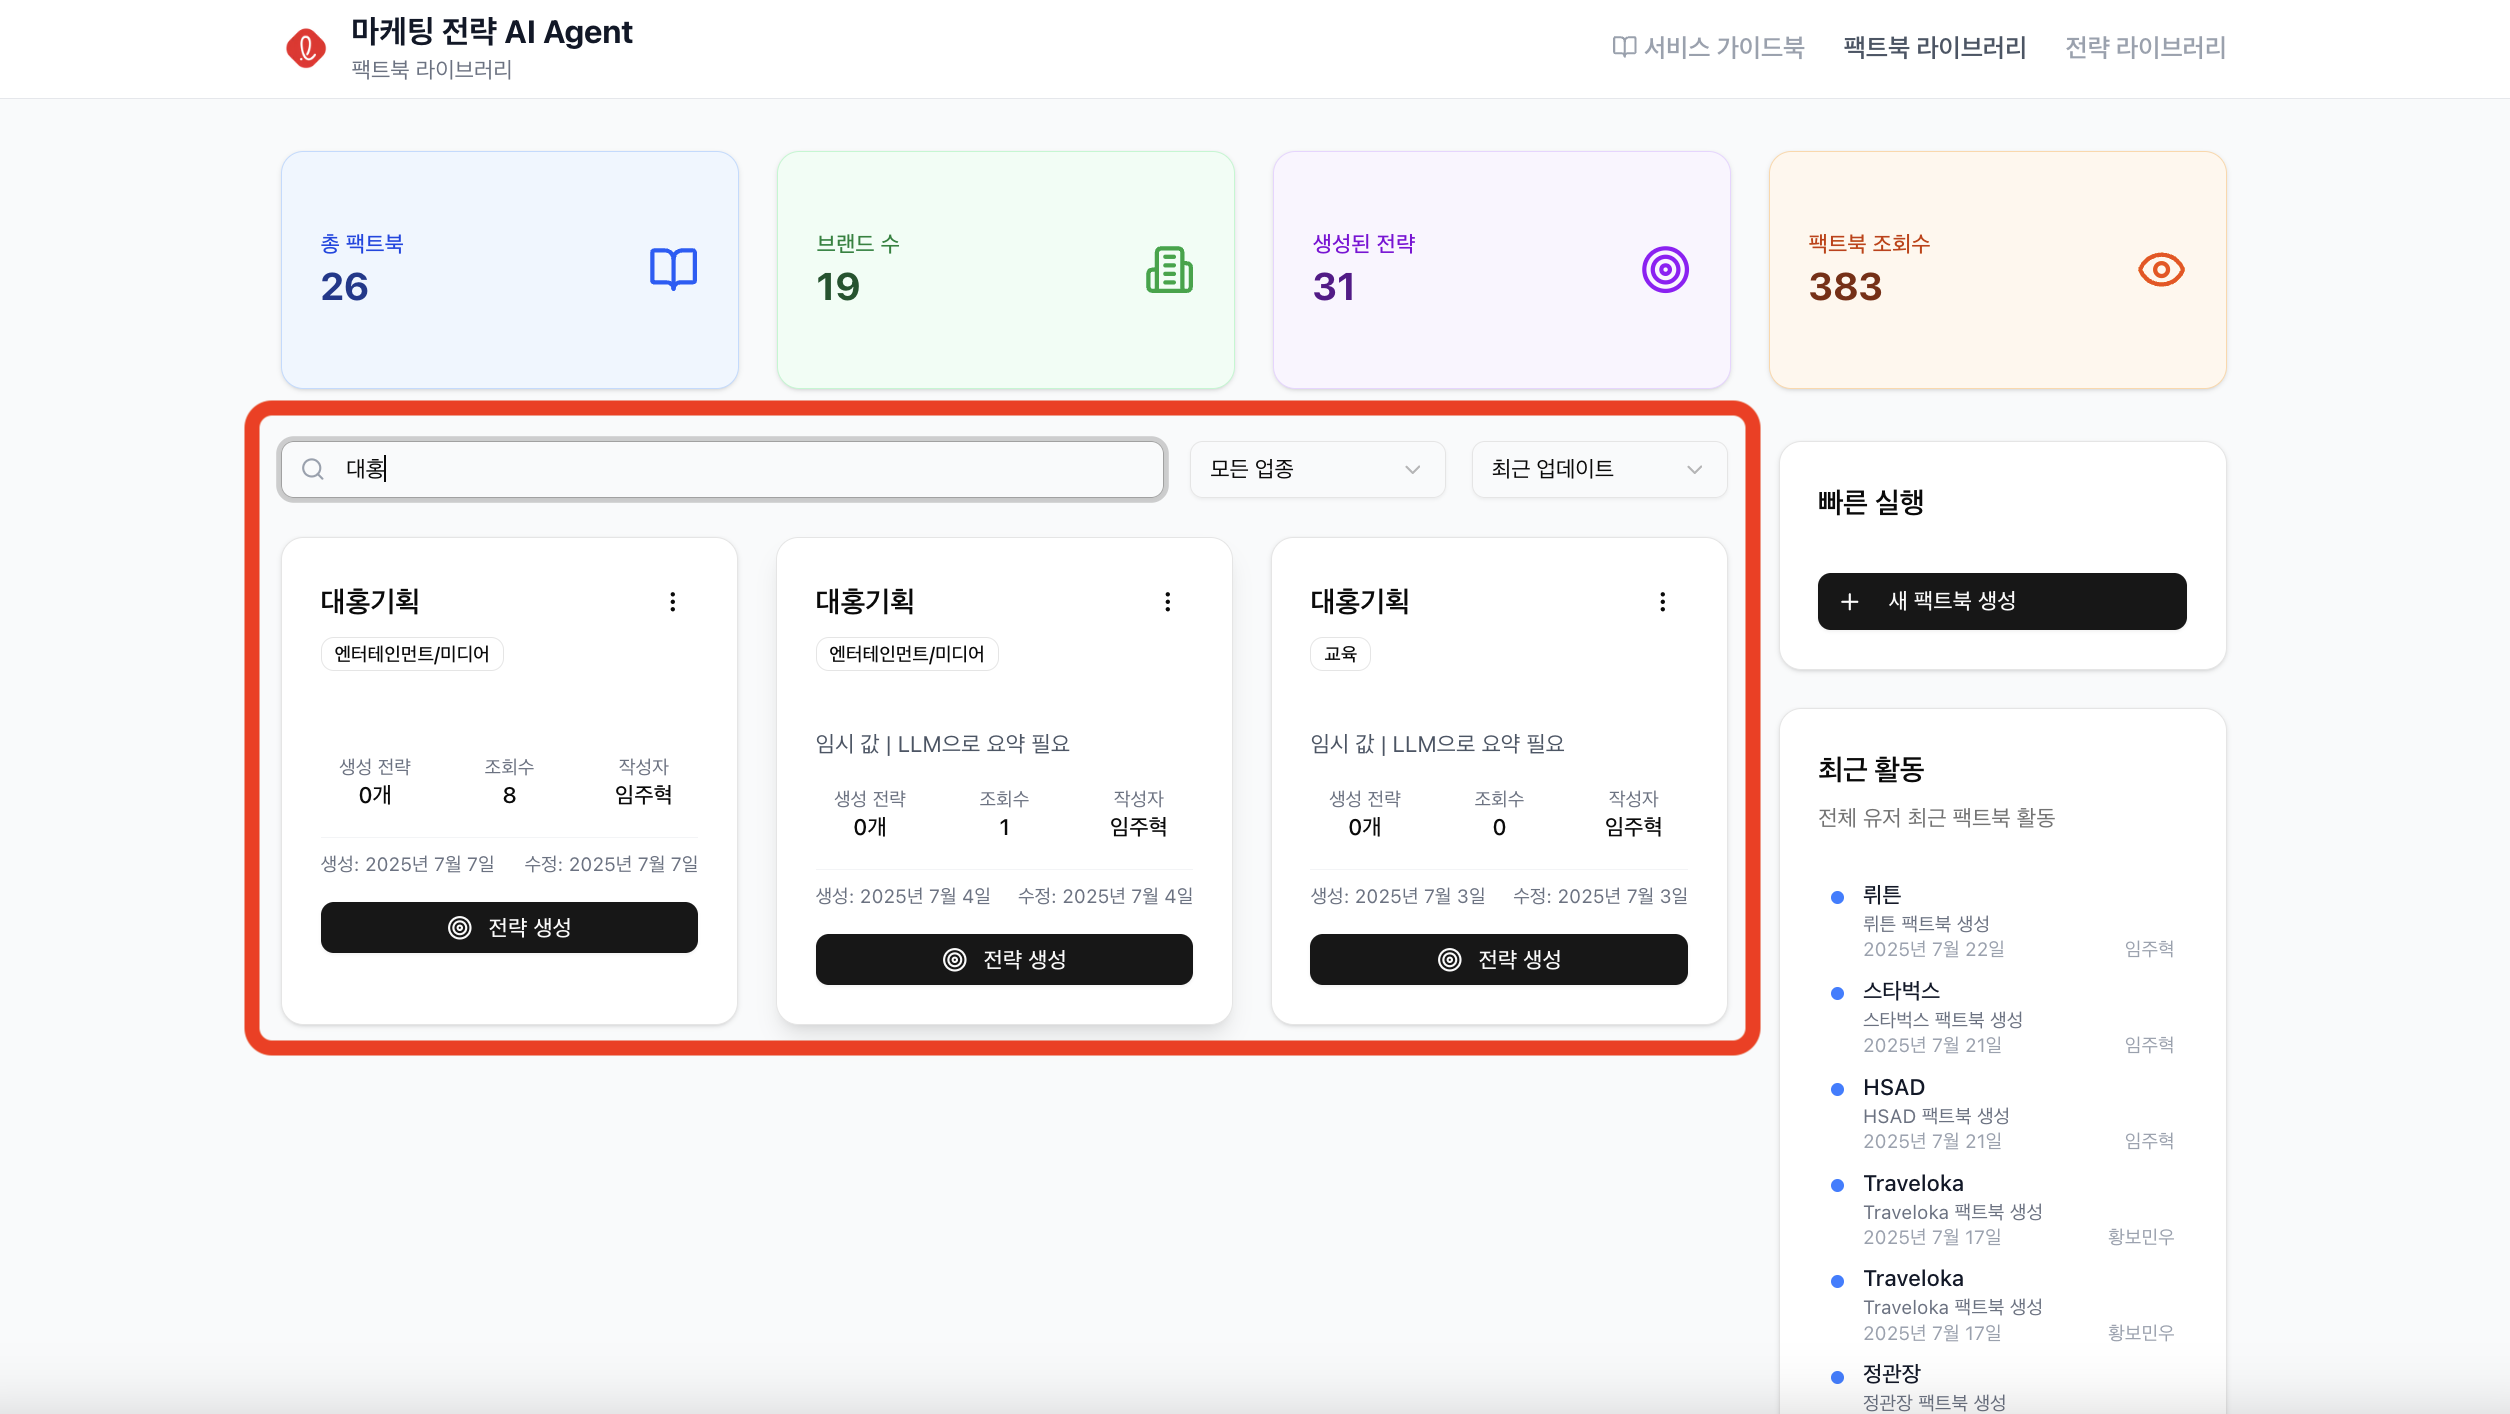 마케팅 전략 AI Agent
팩트북 라이브러리
서비스 가이드북
팩트북 라이브러리
전략 라이브러리
총 팩트북
26
브랜드 수
19
생성된 전략
31
팩트북 조회수
383
대홍
모든 업종
최근 업데이트
대홍기획
엔터테인먼트/미디어
생성 전략 조회수 작성자
0개 8 임주혁
생성: 2025년 7월 7일 수정: 2025년 7월 7일
전략 생성
대홍기획
엔터테인먼트/미디어
임시 값 | LLM으로 요약 필요
생성 전략 조회수 작성자
0개 1 임주혁
생성: 2025년 7월 4일 수정: 2025년 7월 4일
전략 생성
대홍기획
교육
임시 값 | LLM으로 요약 필요
생성 전략 조회수 작성자
0개 0 임주혁
생성: 2025년 7월 3일 수정: 2025년 7월 3일
전략 생성
빠른 실행
새 팩트북 생성
최근 활동
전체 유저 최근 팩트북 활동
뤼튼
뤼튼 팩트북 생성
2025년 7월 22일 임주혁
스타벅스
스타벅스 팩트북 생성
2025년 7월 21일 임주혁
HSAD
HSAD 팩트북 생성
2025년 7월 21일 임주혁
Traveloka
Traveloka 팩트북 생성
2025년 7월 17일 황보민우
Traveloka
Traveloka 팩트북 생성
2025년 7월 17일 황보민우
정관장
정관장 팩트북 생성